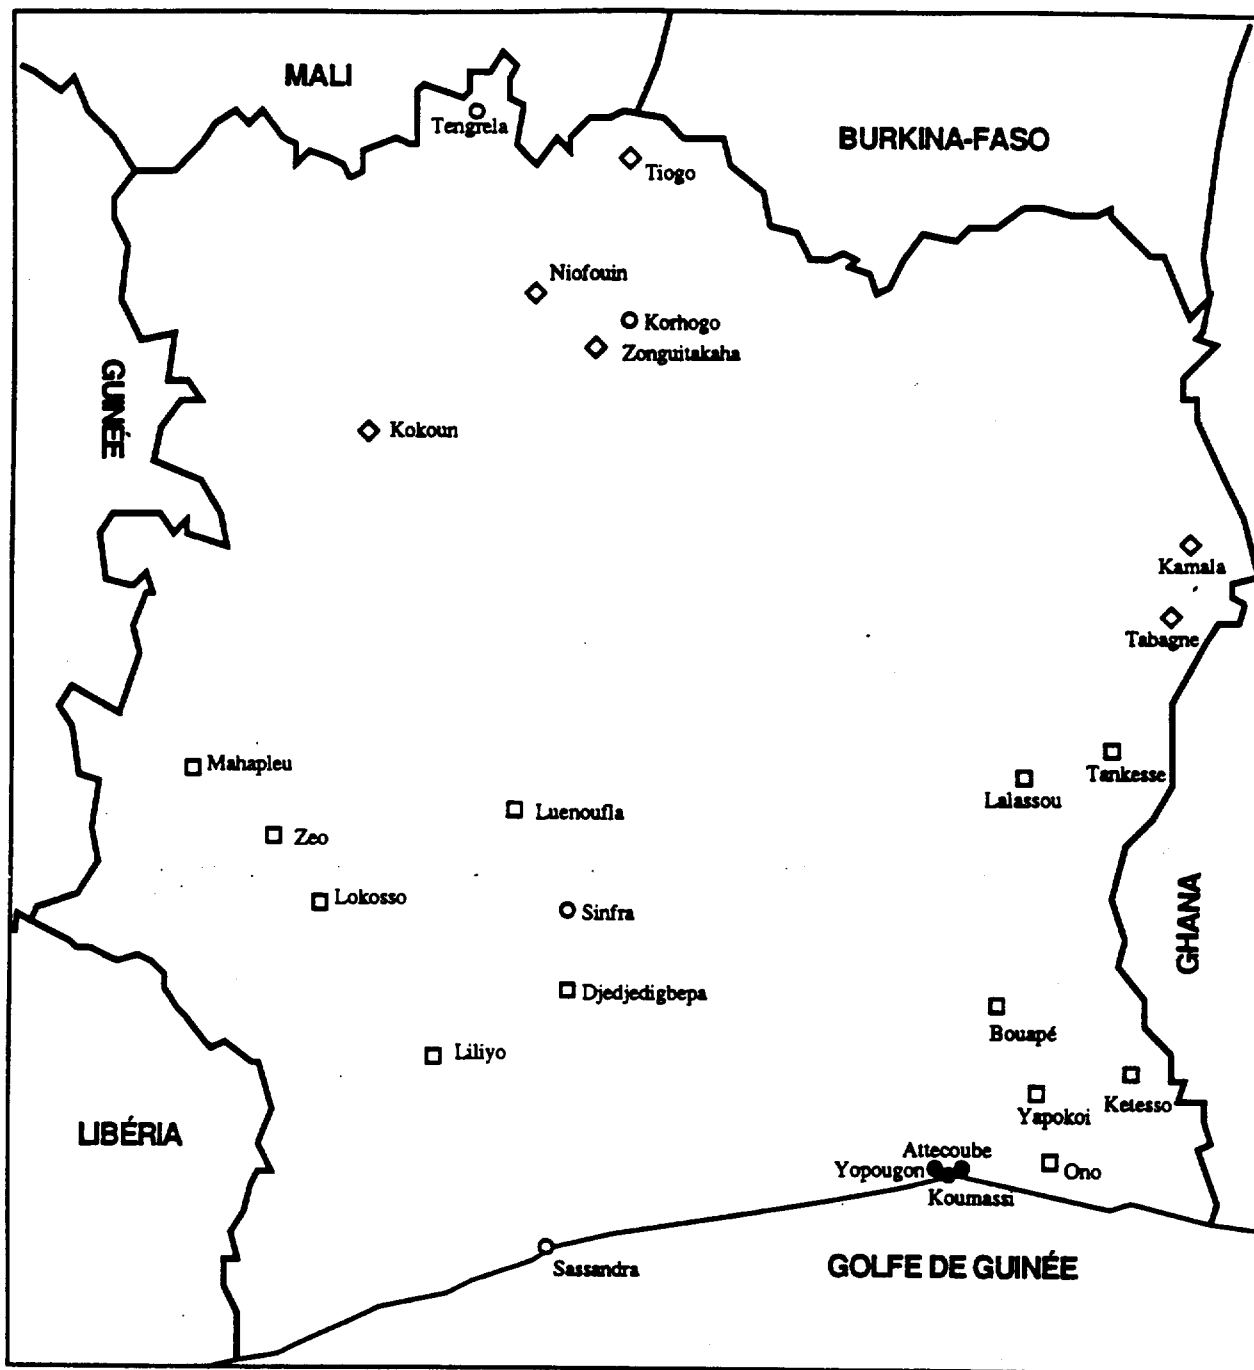 MALI
Tengrela
BURKINA-FASO
Tiogo
Niofouin
Korhogo
Zonguitakaha
GUINÉE
Kokoun
Kamala
Tabagne
Mahapleu
Tankesse
Lalassou
Luenoufla
Zeo
Lokosso
Sinfra
GHANA
Djedjedigbepa
Bouapé
Liliyo
Ketesso
Yapokoi
LIBÉRIA
Attecoube
Yopougon
Ono
Koumassi
Sassandra
GOLFE DE GUINÉE